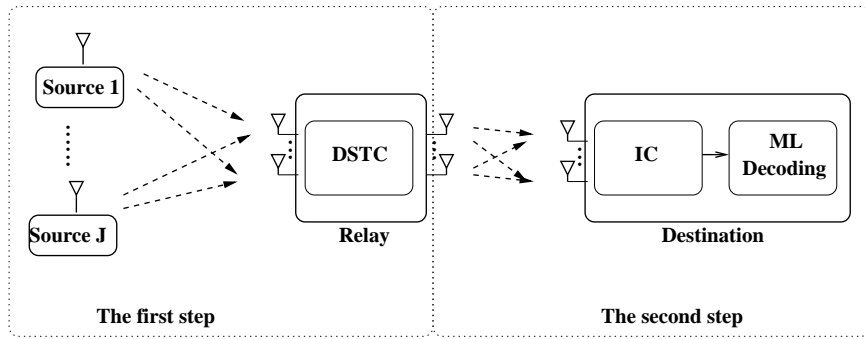 Source 1
Source J
DSTC
Relay
IC
ML
Decoding
Destination
The first step
The second step